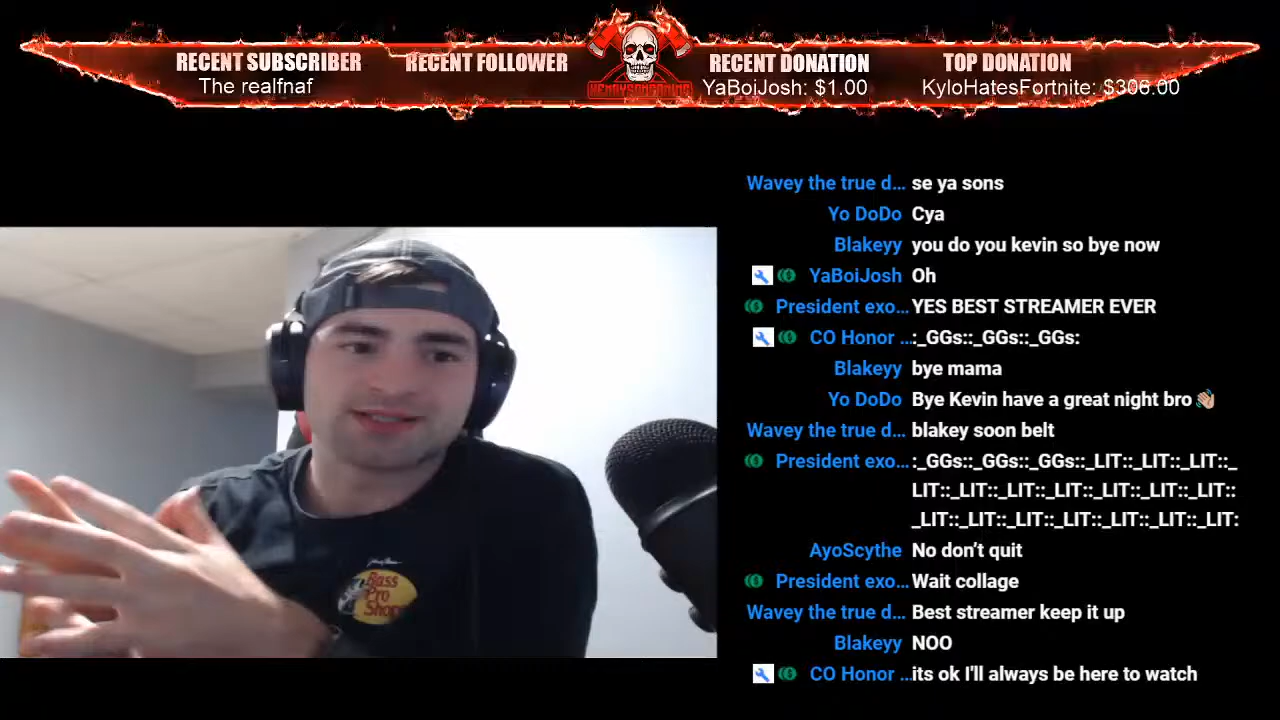 RECENT SUBSCRIBER
The realfnaf
RECENT FOLLOWER
RECENT DONATION
YaBoiJosh: $1.00
TOP DONATION
KyloHatesFortnite: $306.00
Wavey the true d... se ya sons
Yo DoDo Cya
Blakeyy you do you kevin so bye now
YaBoiJosh Oh
President exo... YES BEST STREAMER EVER
CO Honor ... :_GGs::_GGs::_GGs:
Blakeyy bye mama
Yo DoDo Bye Kevin have a great night bro👋🏼
Wavey the true d... blakey soon belt
President exo... :_GGs::_GGs::_GGs::_LIT::_LIT::_LIT::_
LIT::_LIT::_LIT::_LIT::_LIT::_LIT::_LIT::
_LIT::_LIT::_LIT::_LIT::_LIT::_LIT::_LIT:
AyoScythe No don’t quit
President exo... Wait collage
Wavey the true d... Best streamer keep it up
Blakeyy NOO
CO Honor ... its ok I'll always be here to watch
Bass
Pro
Shop